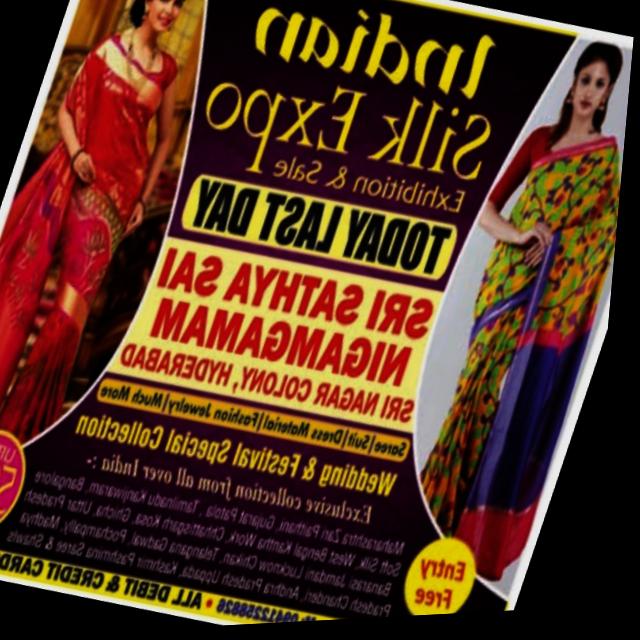 Indian
Silk Expo
Exhibition & Sale
TODAY LAST DAY
SRI SATHYA SAI
NIGAMGAMAM
SRI NAGAR COLONY, HYDERABAD
Saree | Suit | Dress Material | Fashion Jewelry | Much More
Wedding & Festival Special Collection
Exclusive collection from all over India :-
Maharashtra Zari Paithani, Gujarat Patola, Tamilnadu Kanjivaram, Bangalore
Soft Silk, West Bengal Kantha Work, Chhattisgarh Kosa, Ghicha, Uttar Pradesh
Banaras Jamdani Lucknow Chikan, Telangana Gadwal, Pochampally, Madhya
Pradesh Chanderi, Andhra Pradesh Uppada, Kashmir Pashmina Saree & Shawls
Entry
Free
• ALL DEBIT & CREDIT CARD